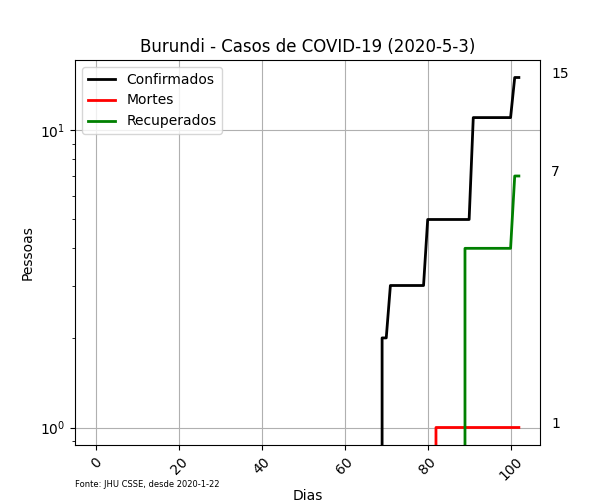 Burundi - Casos de COVID-19 (2020-5-3)
Confirmados
Mortes
Recuperados
15
7
1
10¹
10⁰
Pessoas
0 20 40 60 80 100
Fonte: JHU CSSE, desde 2020-1-22
Dias